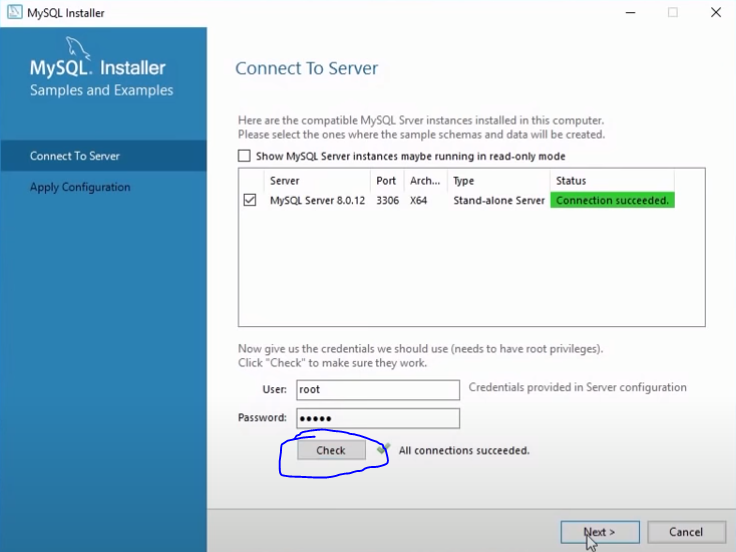 MySQL Installer
MySQL. Installer
Samples and Examples
Connect To Server
Apply Configuration
Connect To Server
Here are the compatible MySQL Srver instances installed in this computer.
Please select the ones where the sample schemas and data will be created.
Show MySQL Server instances maybe running in read-only mode
Server Port Arch... Type Status
MySQL Server 8.0.12 3306 X64 Stand-alone Server Connection succeeded.
Now give us the credentials we should use (needs to have root privileges).
Click "Check" to make sure they work.
User: root Credentials provided in Server configuration
Password: •••••
Check All connections succeeded.
Next > Cancel